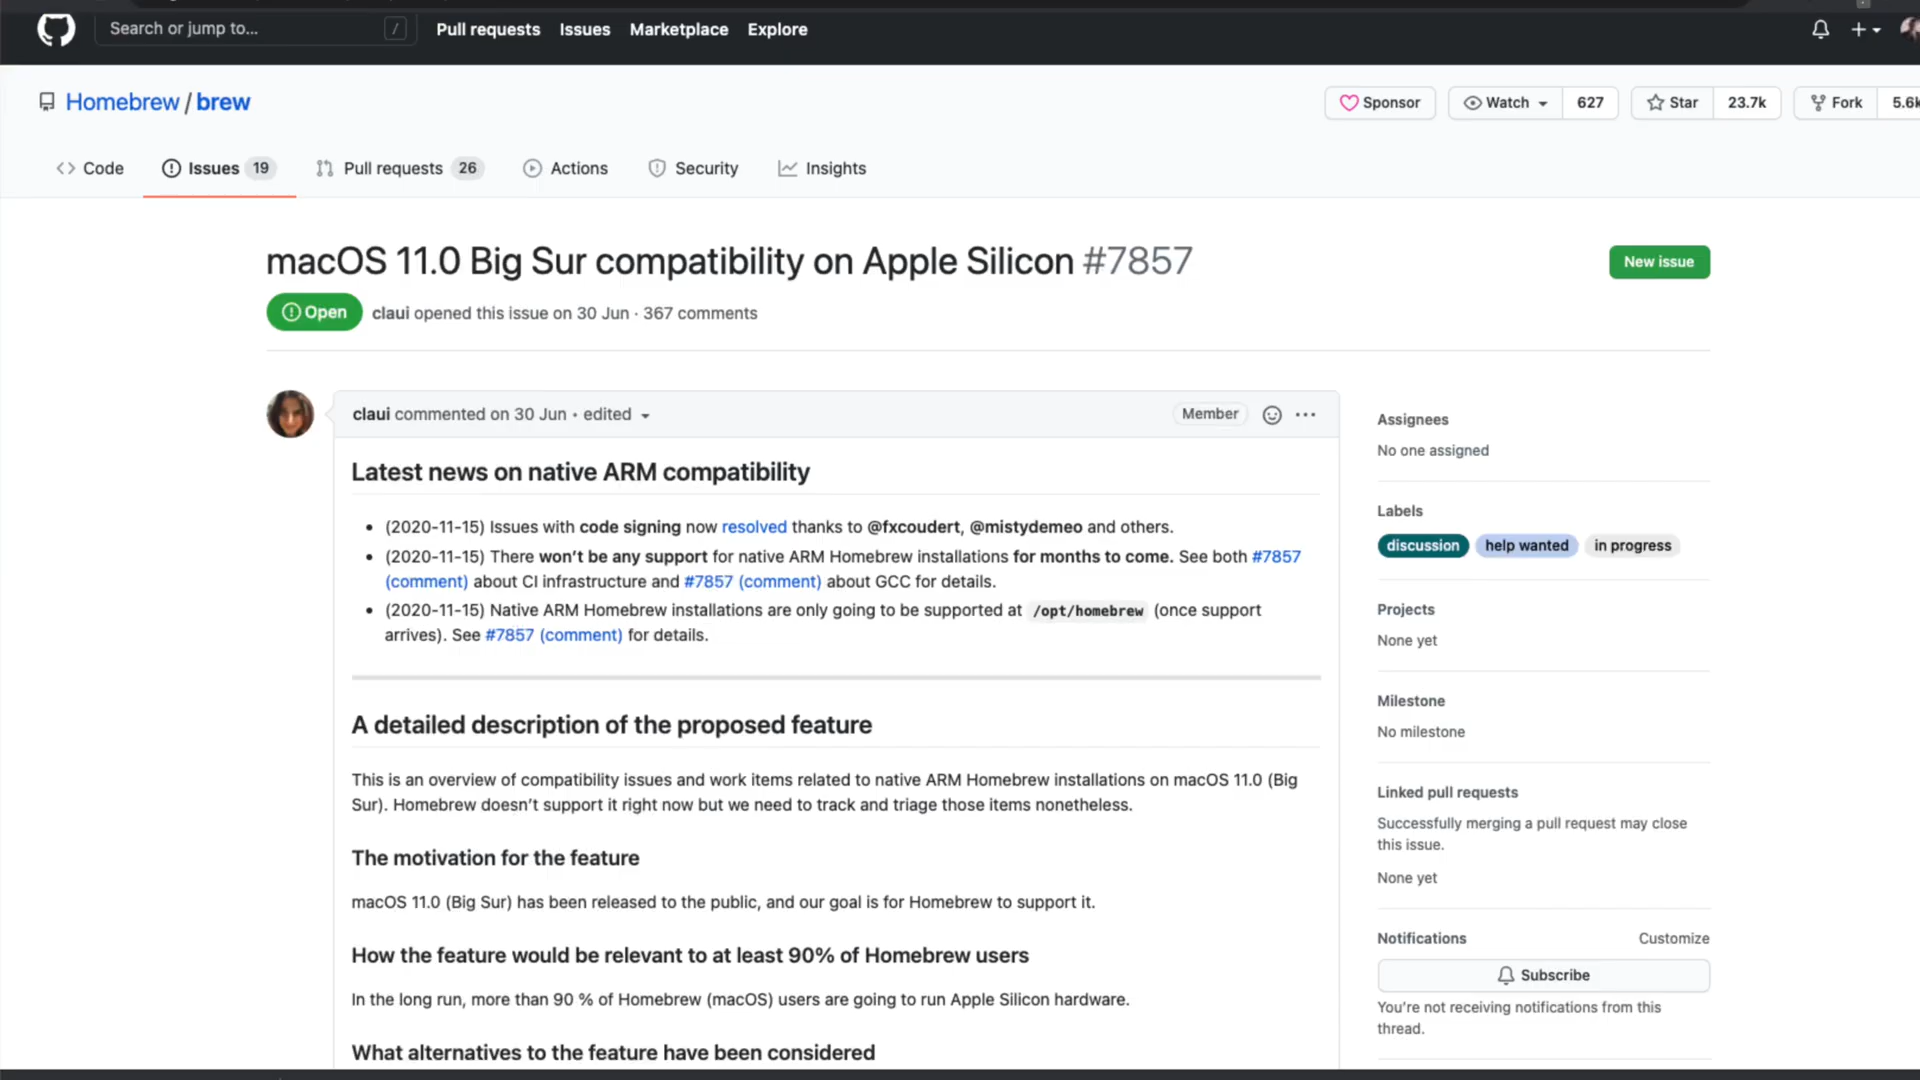 Search or jump to... /
Pull requests Issues Marketplace Explore
Homebrew / brew
Sponsor Watch 627 Star 23.7k Fork 5.6k
Code Issues 19 Pull requests 26 Actions Security Insights
macOS 11.0 Big Sur compatibility on Apple Silicon #7857
New issue
Open claui opened this issue on 30 Jun · 367 comments
claui commented on 30 Jun • edited
Member
Latest news on native ARM compatibility
• (2020-11-15) Issues with code signing now resolved thanks to @fxcoudert, @mistydemeo and others.
• (2020-11-15) There won't be any support for native ARM Homebrew installations for months to come. See both #7857
(comment) about CI infrastructure and #7857 (comment) about GCC for details.
• (2020-11-15) Native ARM Homebrew installations are only going to be supported at /opt/homebrew (once support
arrives). See #7857 (comment) for details.
A detailed description of the proposed feature
This is an overview of compatibility issues and work items related to native ARM Homebrew installations on macOS 11.0 (Big
Sur). Homebrew doesn't support it right now but we need to track and triage those items nonetheless.
The motivation for the feature
macOS 11.0 (Big Sur) has been released to the public, and our goal is for Homebrew to support it.
How the feature would be relevant to at least 90% of Homebrew users
In the long run, more than 90 % of Homebrew (macOS) users are going to run Apple Silicon hardware.
What alternatives to the feature have been considered
Assignees
No one assigned
Labels
discussion help wanted in progress
Projects
None yet
Milestone
No milestone
Linked pull requests
Successfully merging a pull request may close
this issue.
None yet
Notifications Customize
Subscribe
You're not receiving notifications from this
thread.